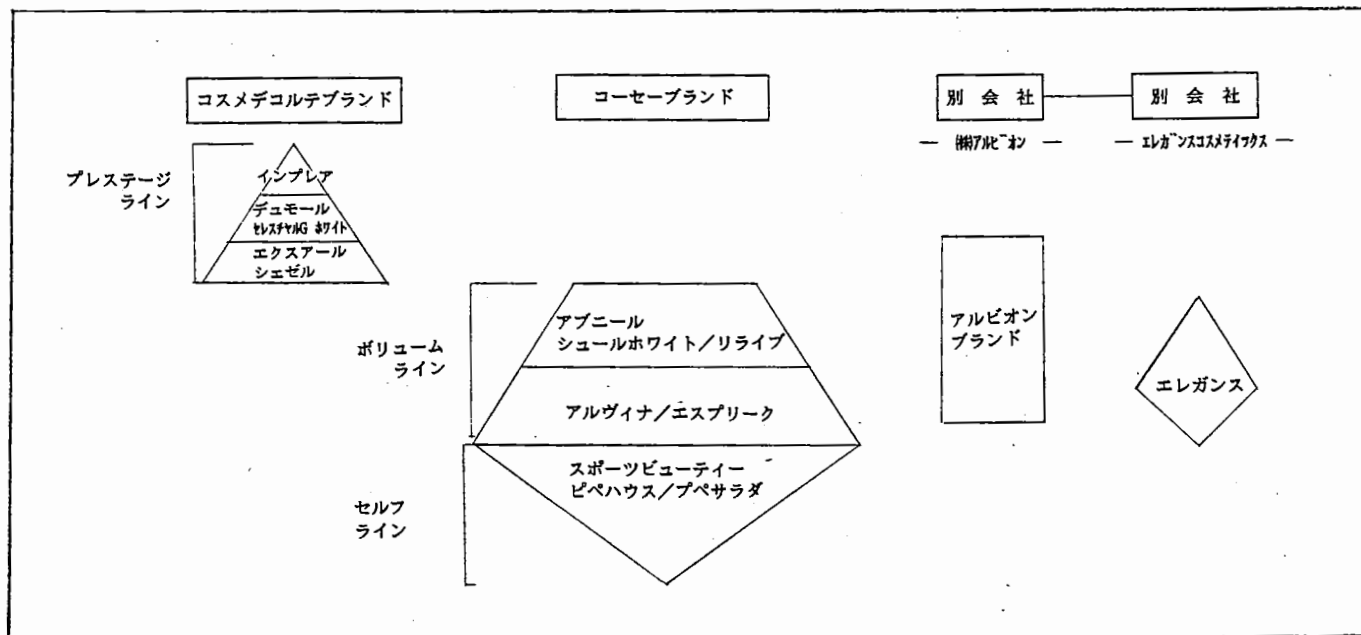 コスメデコルテブランド
コーセーブランド
別会社
別会社
― ㈱アルビオン ―
― エレガンスコスメティックス ―
プレステージ
ライン
インプレア
デュモール
セレスチャルG ホワイト
エクスアール
シェゼル
ボリューム
ライン
アブニール
シュールホワイト／リライブ
アルヴィナ／エスプリーク
セルフ
ライン
スポーツビューティー
ピペハウス／プペサラダ
アルビオン
ブランド
エレガンス